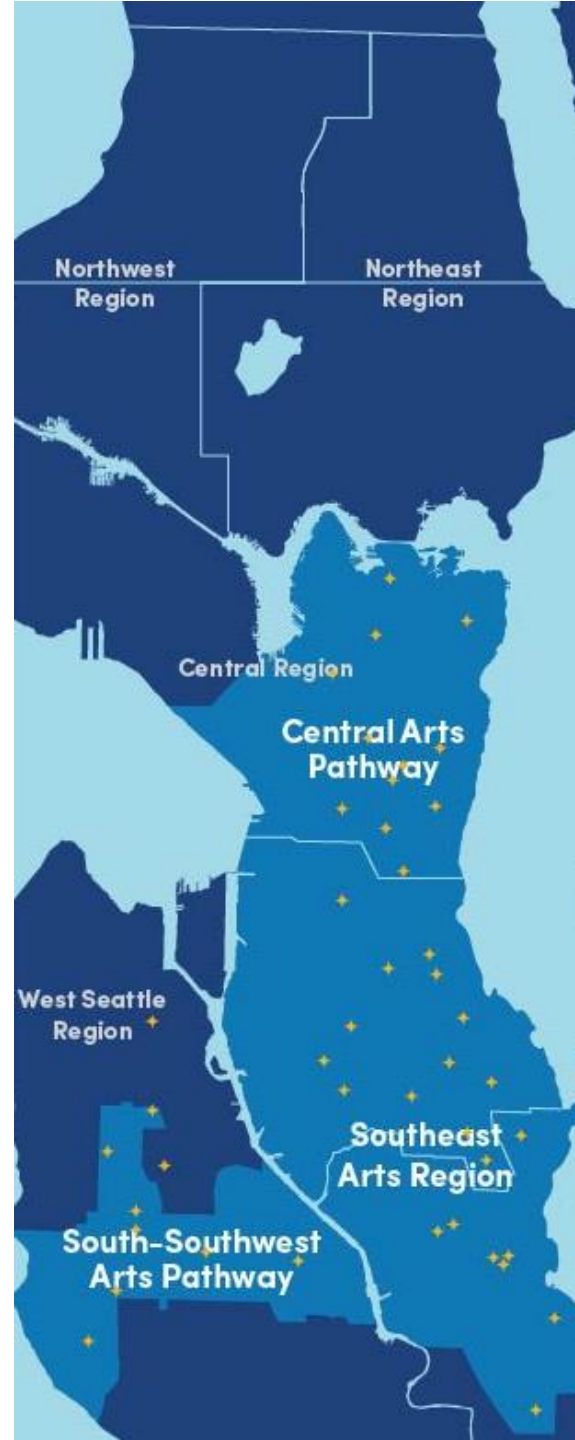 Northwest
Region
Northeast
Region
Central Region
Central Arts
Pathway
West Seattle
Region
Southeast
Arts Region
South-Southwest
Arts Pathway